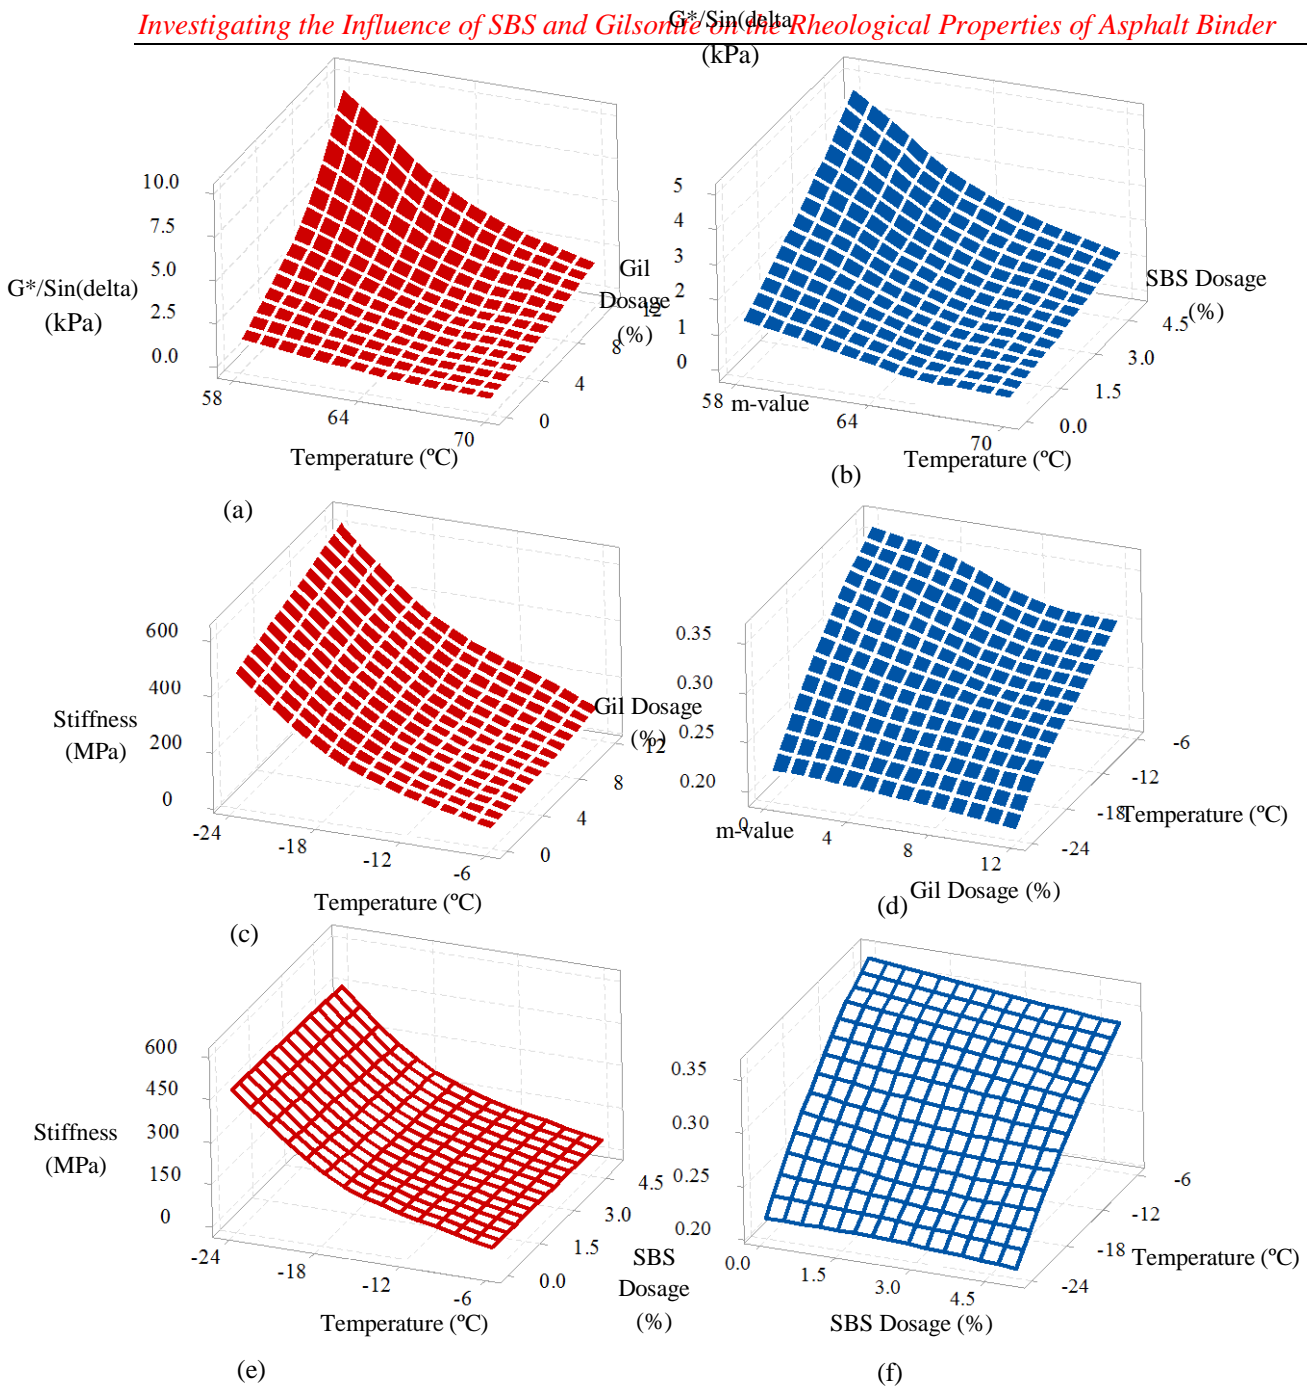 Investigating the Influence of SBS and Gilsonite on the Rheological Properties of Asphalt Binder
G*/Sin(delta
(kPa)
10.0
7.5
5.0
2.5
0.0
G*/Sin(delta)
(kPa)
58
64
70
Temperature (ºC)
0
4
8
12
Gil
Dosage
(%)
(a)
5
4
3
2
1
0
58
64
70
m-value
Temperature (ºC)
0.0
1.5
3.0
4.5
SBS Dosage
(%)
(b)
600
400
200
0
Stiffness
(MPa)
-24
-18
-12
-6
Temperature (ºC)
0
4
8
12
Gil Dosage
(%)
(c)
0.35
0.30
0.25
0.20
m-value
0
4
8
12
Gil Dosage (%)
-24
-18
-12
-6
Temperature (ºC)
(d)
600
450
300
150
0
Stiffness
(MPa)
-24
-18
-12
-6
Temperature (ºC)
0.0
1.5
3.0
4.5
SBS
Dosage
(%)
(e)
0.35
0.30
0.25
0.20
0.0
1.5
3.0
4.5
SBS Dosage (%)
-24
-18
-12
-6
Temperature (ºC)
(f)